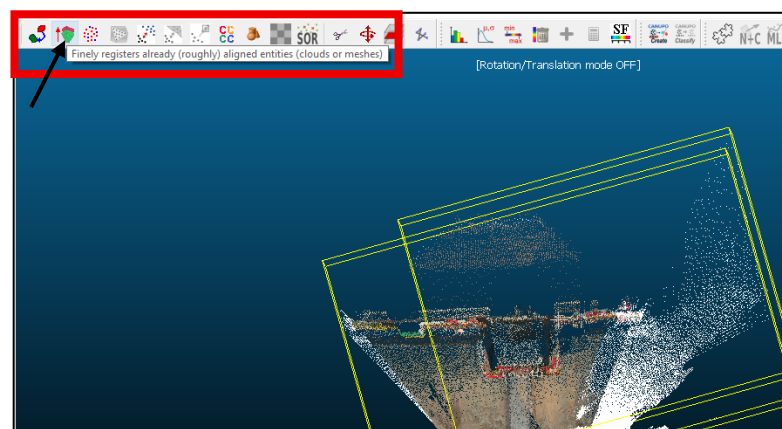 CC
CC
SOR
μ,σ
min
max
SF
CANUPO
Create
CANUPO
Classify
N+C
ML
Finely registers already (roughly) aligned entities (clouds or meshes)
[Rotation/Translation mode OFF]